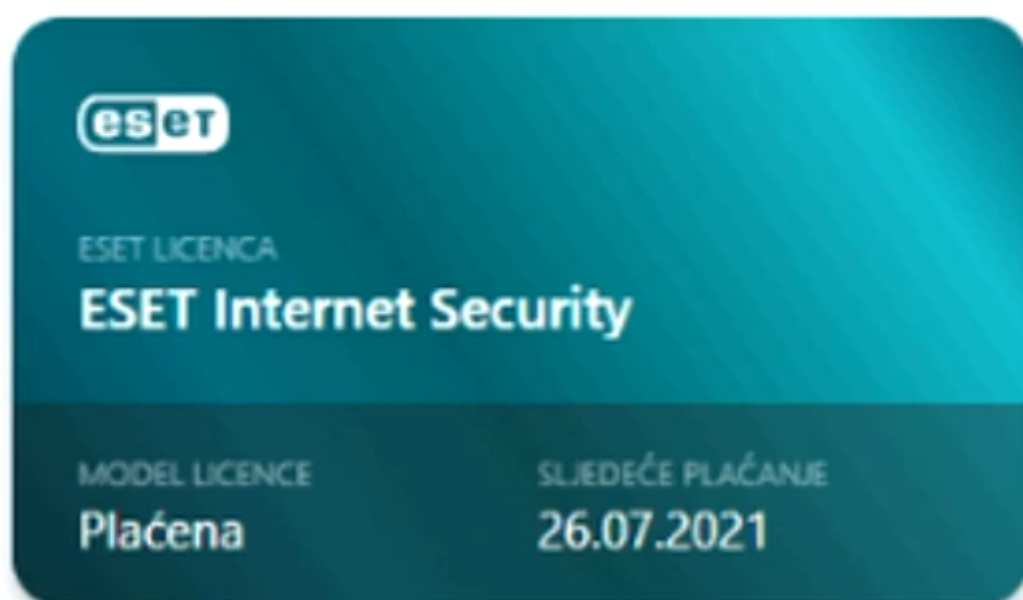 eset
ESET LICENCA
ESET Internet Security
MODEL LICENCE
Plaćena
SLJEDEĆE PLAĆANJE
26.07.2021